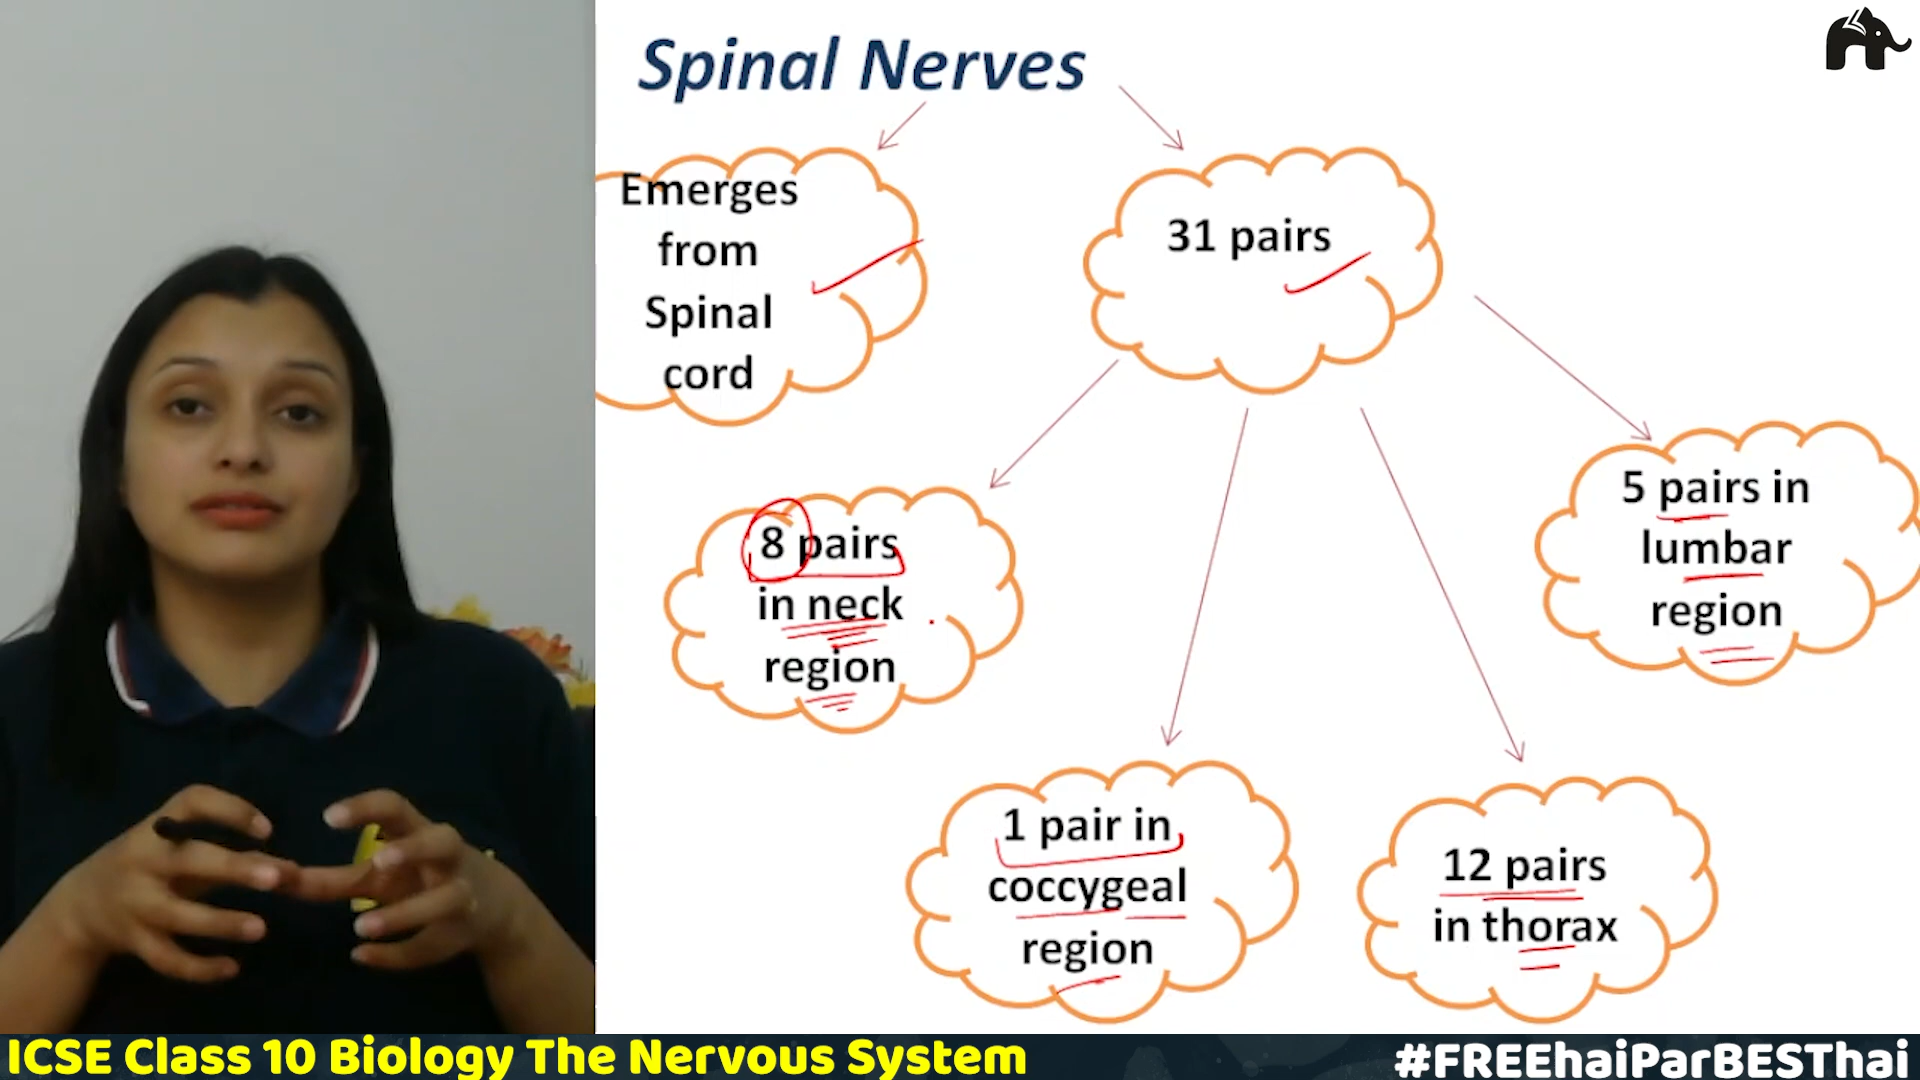 Spinal Nerves
Emerges
from
Spinal
cord
31 pairs
8 pairs
in neck
region
1 pair in
coccygeal
region
12 pairs
in thorax
5 pairs in
lumbar
region
ICSE Class 10 Biology The Nervous System
#FREEhaiParBESThai